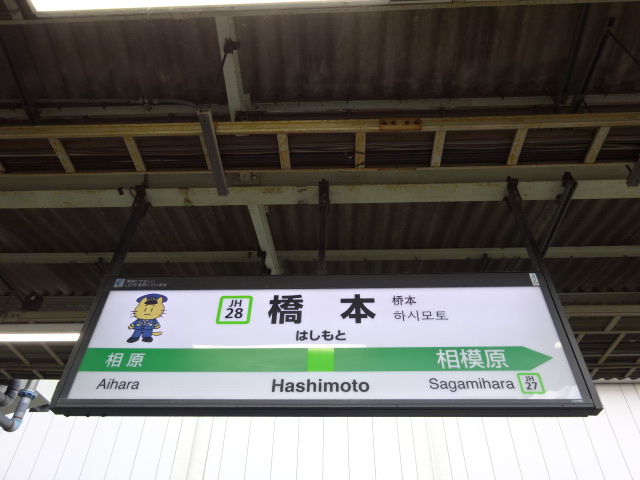 JH
28
橋本
桥本
하시모토
はしもと
相原
相模原
Aihara
Hashimoto
Sagamihara
JH
27